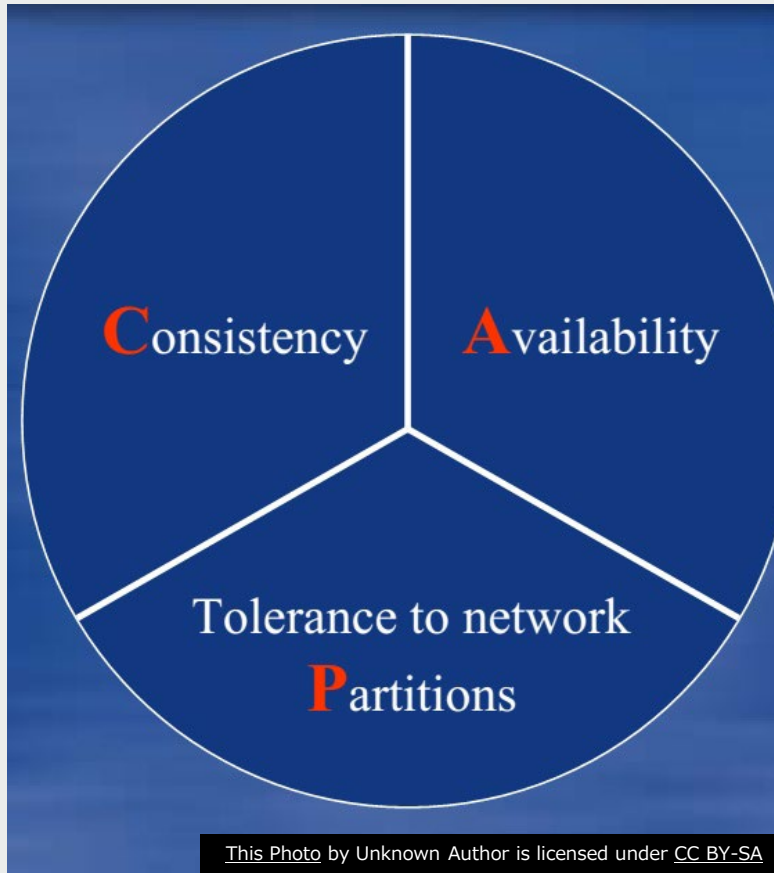 Consistency
Availability
Tolerance to network
Partitions
This Photo by Unknown Author is licensed under CC BY-SA